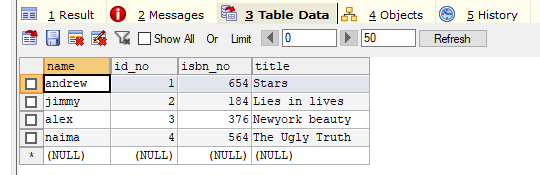 1 Result 2 Messages 3 Table Data 4 Objects 5 History
Show All Or Limit 0 50 Refresh
name id_no isbn_no title
andrew 1 654 Stars
jimmy 2 184 Lies in lives
alex 3 376 Newyork beauty
naima 4 564 The Ugly Truth
* (NULL) (NULL) (NULL) (NULL)